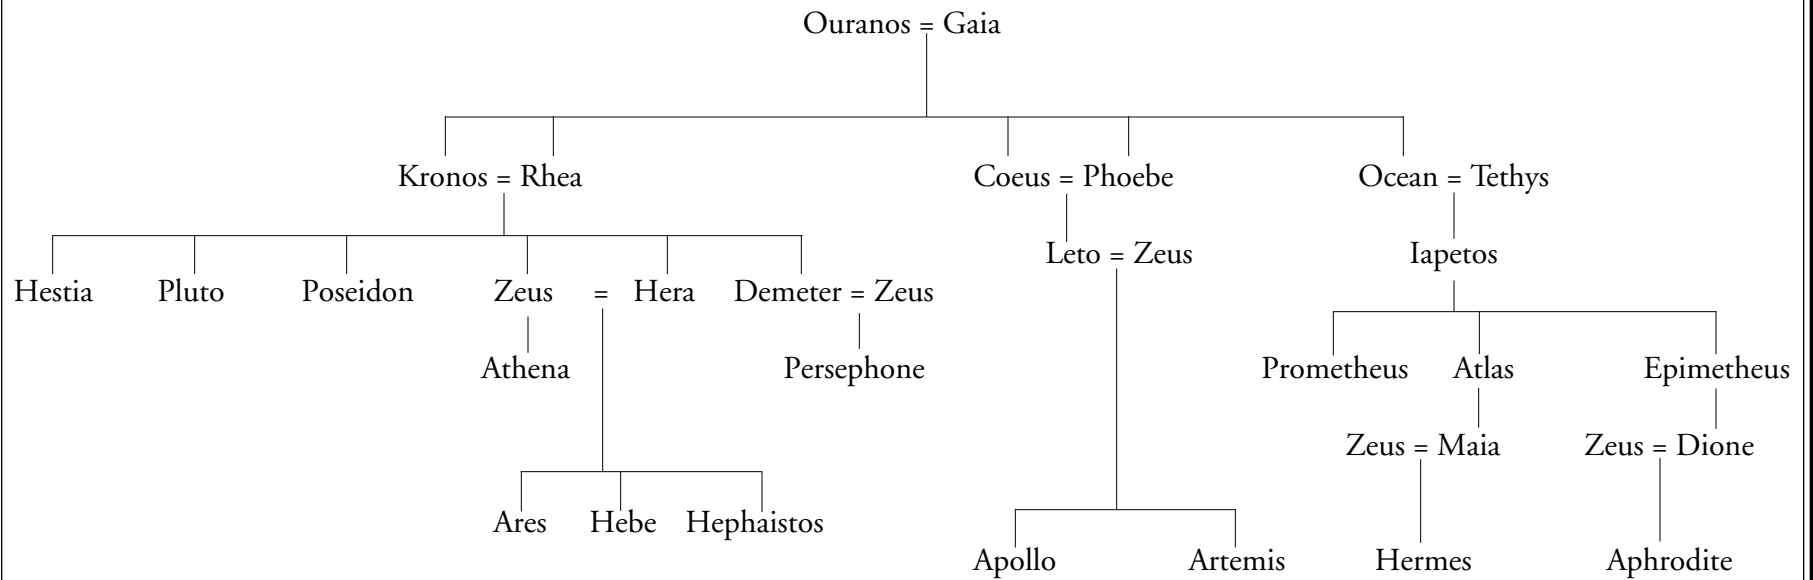 Ouranos = Gaia
Kronos = Rhea
Coeus = Phoebe
Ocean = Tethys
Leto = Zeus
Iapetos
Hestia
Pluto
Poseidon
Zeus = Hera
Demeter = Zeus
Athena
Persephone
Prometheus
Atlas
Epimetheus
Zeus = Maia
Zeus = Dione
Ares
Hebe
Hephaistos
Apollo
Artemis
Hermes
Aphrodite